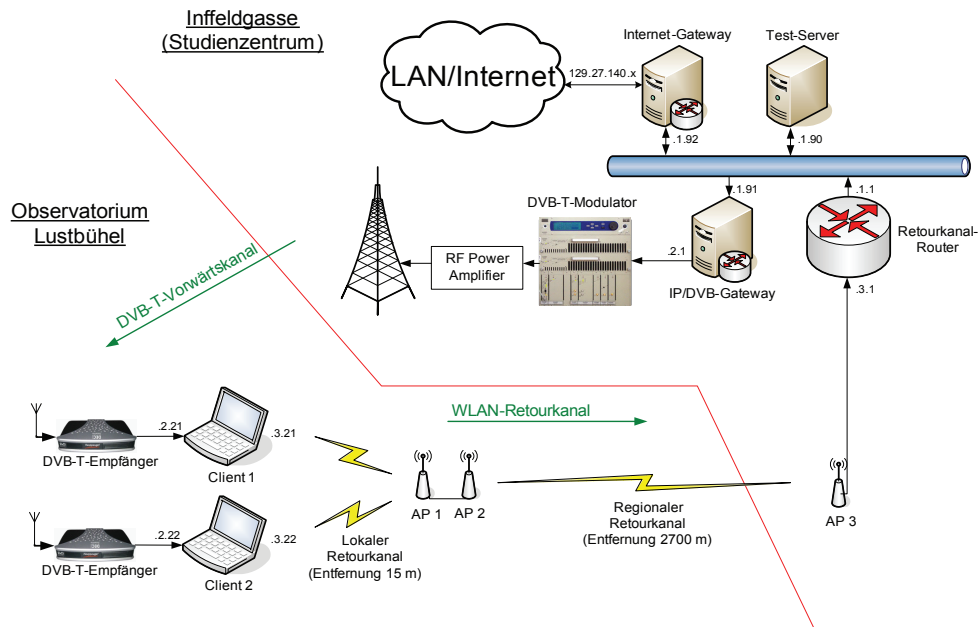 Inffeldgasse
(Studienzentrum)
Internet-Gateway
Test-Server
LAN/Internet
129.27.140.x
.1.92
.1.90
.1.91
.1.1
Observatorium
Lustbühel
DVB-T-Modulator
Retourkanal-
Router
RF Power
Amplifier
.2.1
IP/DVB-Gateway
.3.1
DVB-T-Vorwärtskanal
WLAN-Retourkanal
.2.21
.3.21
DVB-T-Empfänger
Client 1
AP 1
AP 2
Regionaler
Retourkanal
(Entfernung 2700 m)
AP 3
.2.22
.3.22
Lokaler
Retourkanal
(Entfernung 15 m)
DVB-T-Empfänger
Client 2